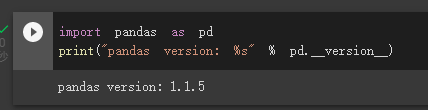 import pandas as pd
print("pandas version: %s" % pd.__version__)
pandas version: 1.1.5